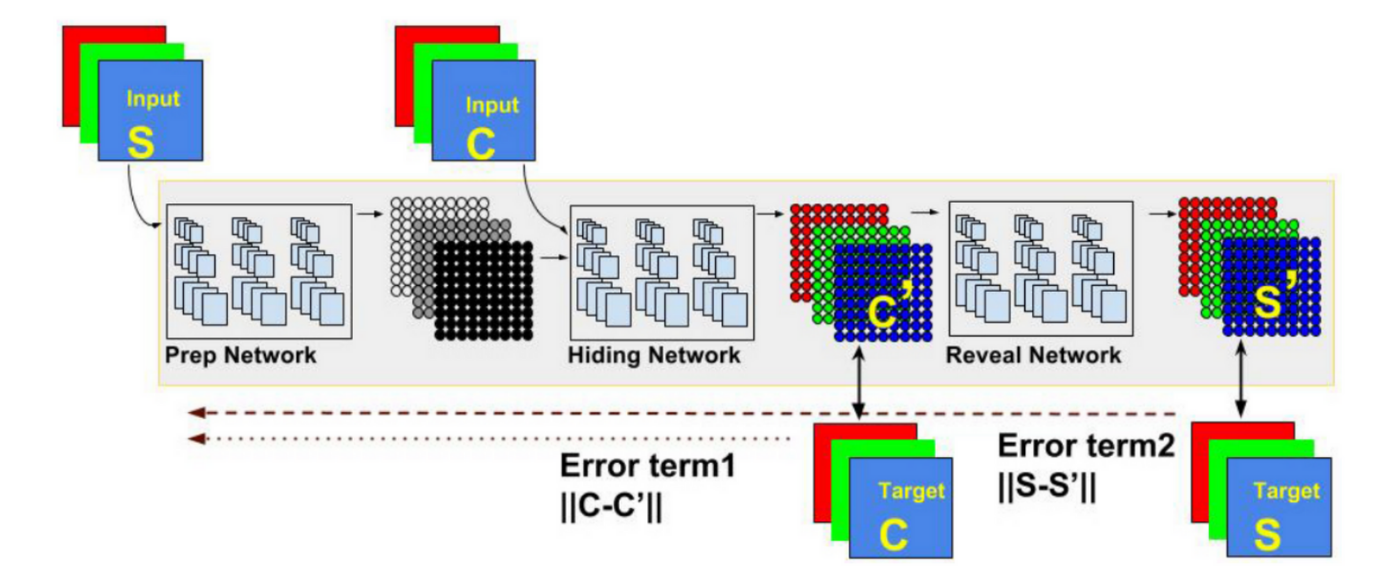 Input
S
Input
C
Prep Network
Hiding Network
C’
Reveal Network
S’
Error term1
||C-C’||
Target
C
Error term2
||S-S’||
Target
S